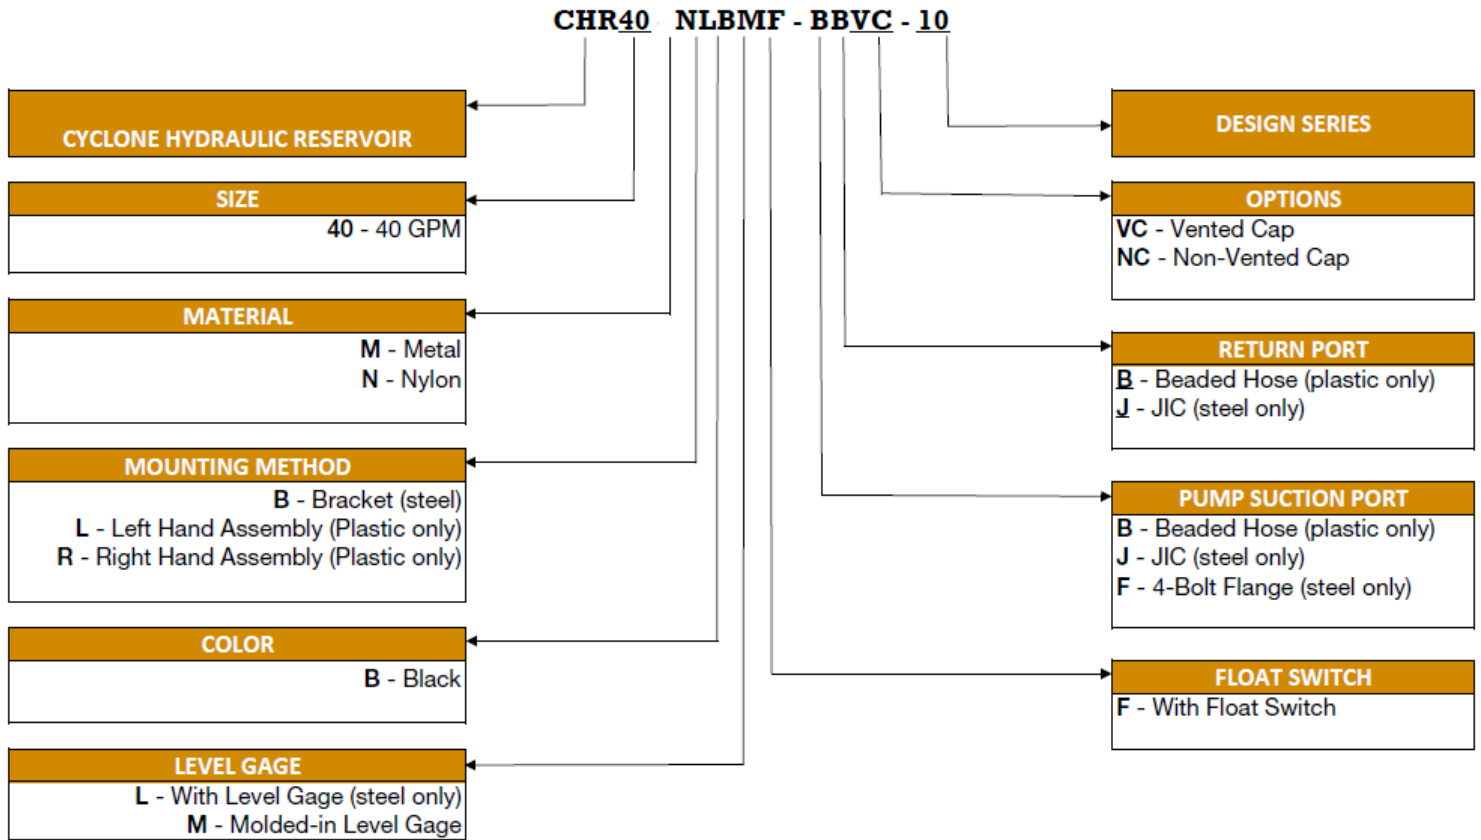 CHR40 NLBMF - BBVC - 10
CYCLONE HYDRAULIC RESERVOIR
SIZE
40 - 40 GPM
MATERIAL
M - Metal
N - Nylon
MOUNTING METHOD
B - Bracket (steel)
L - Left Hand Assembly (Plastic only)
R - Right Hand Assembly (Plastic only)
COLOR
B - Black
LEVEL GAGE
L - With Level Gage (steel only)
M - Molded-in Level Gage
DESIGN SERIES
OPTIONS
VC - Vented Cap
NC - Non-Vented Cap
RETURN PORT
B - Beaded Hose (plastic only)
J - JIC (steel only)
PUMP SUCTION PORT
B - Beaded Hose (plastic only)
J - JIC (steel only)
F - 4-Bolt Flange (steel only)
FLOAT SWITCH
F - With Float Switch